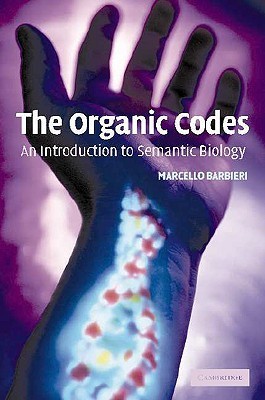 The Organic Codes
An Introduction to Semantic Biology
MARCELLO BARBIERI
CAMBRIDGE